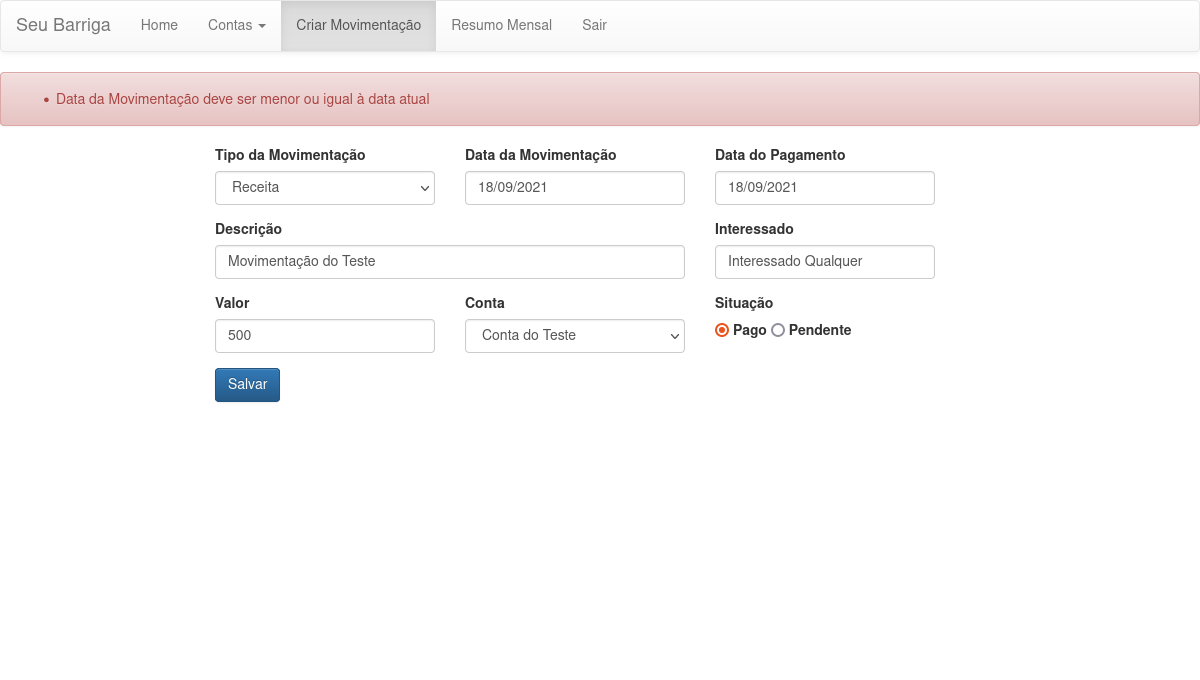 Seu Barriga Home Contas Criar Movimentação Resumo Mensal Sair
Data da Movimentação deve ser menor ou igual à data atual
Tipo da Movimentação Data da Movimentação Data do Pagamento
Receita 18/09/2021 18/09/2021
Descrição Interessado
Movimentação do Teste Interessado Qualquer
Valor Conta Situação
500 Conta do Teste Pago Pendente
Salvar